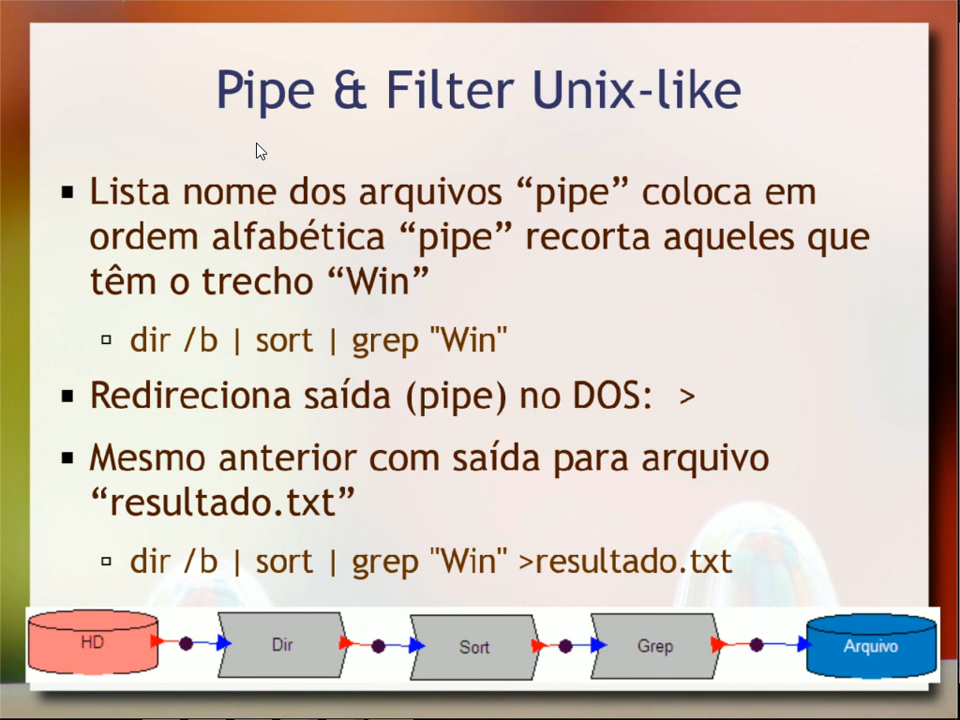 Pipe & Filter Unix-like
Lista nome dos arquivos “pipe” coloca em
ordem alfabética “pipe” recorta aqueles que
têm o trecho “Win”
dir /b | sort | grep "Win"
Redireciona saída (pipe) no DOS: >
Mesmo anterior com saída para arquivo
“resultado.txt”
dir /b | sort | grep "Win" >resultado.txt
HD Dir Sort Grep Arquivo